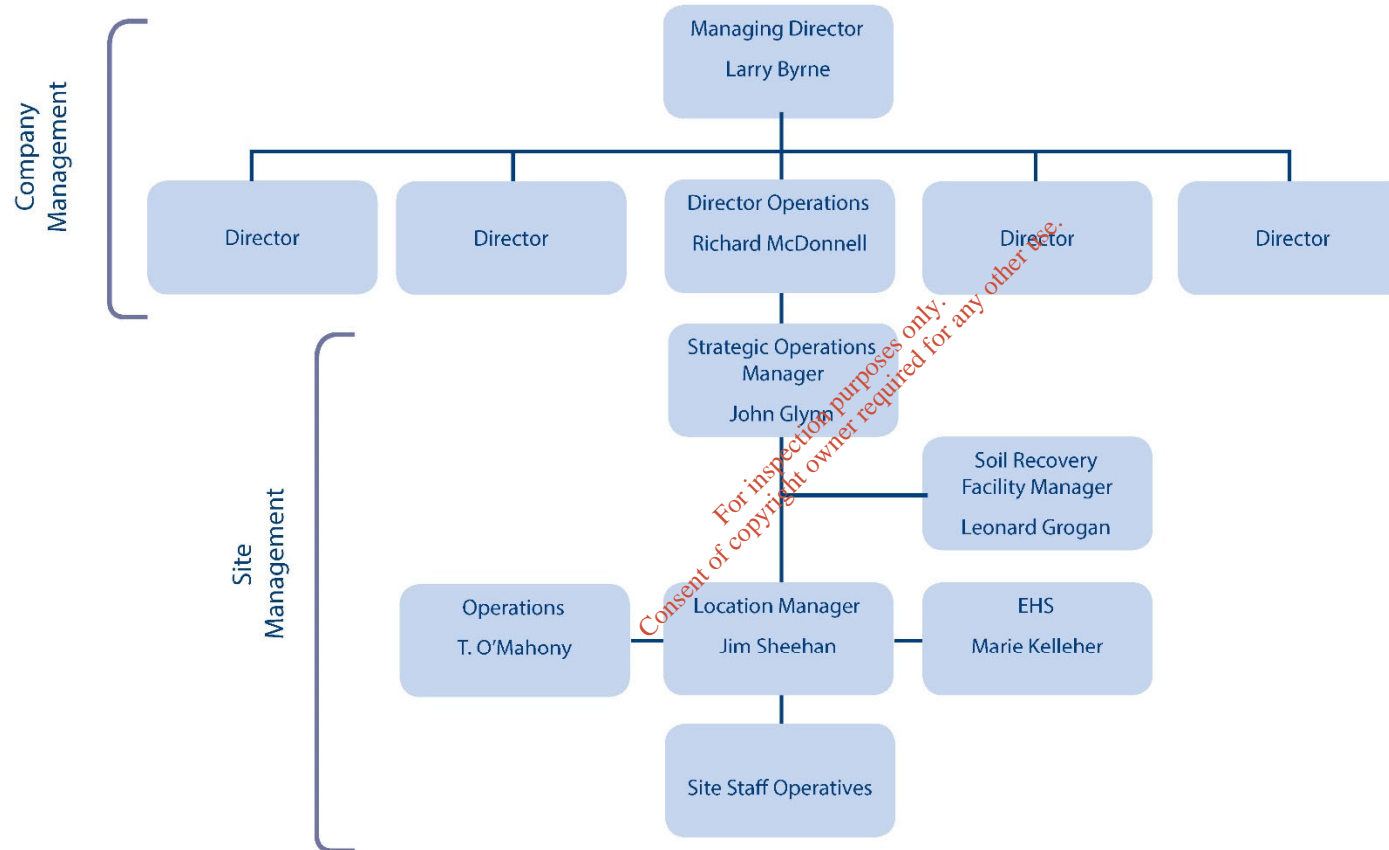 Company
Management
Managing Director
Larry Byrne
Director
Director
Director Operations
Richard McDonnell
Director
Director
Site
Management
Strategic Operations
Manager
John Glynn
Soil Recovery
Facility Manager
Leonard Grogan
Operations
T. O’Mahony
Location Manager
Jim Sheehan
EHS
Marie Kelleher
Site Staff Operatives
For inspection purposes only.
Consent of copyright owner required for any other use.